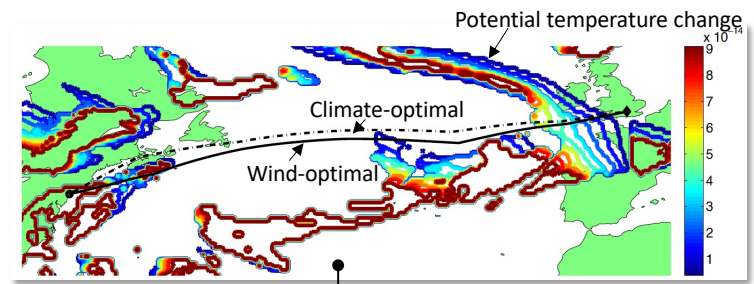 Potential temperature change
x 10⁻¹⁴
9
8
7
6
5
4
3
2
1
Climate-optimal
Wind-optimal